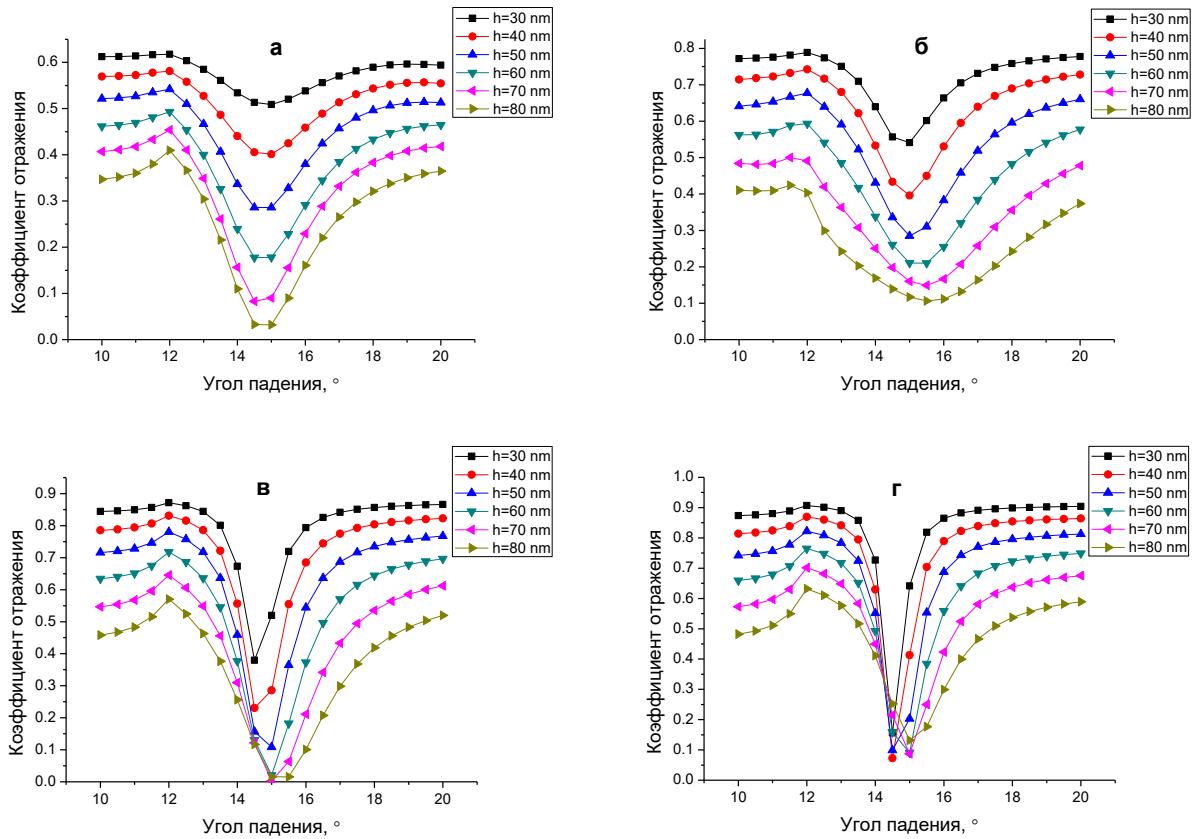 а
h=30 nm
h=40 nm
h=50 nm
h=60 nm
h=70 nm
h=80 nm
Коэффициент отражения
0.6
0.5
0.4
0.3
0.2
0.1
0.0
10 12 14 16 18 20
Угол падения, °
б
h=30 nm
h=40 nm
h=50 nm
h=60 nm
h=70 nm
h=80 nm
Коэффициент отражения
0.8
0.7
0.6
0.5
0.4
0.3
0.2
0.1
0.0
10 12 14 16 18 20
Угол падения, °
в
h=30 nm
h=40 nm
h=50 nm
h=60 nm
h=70 nm
h=80 nm
Коэффициент отражения
0.9
0.8
0.7
0.6
0.5
0.4
0.3
0.2
0.1
0.0
10 12 14 16 18 20
Угол падения, °
г
h=30 nm
h=40 nm
h=50 nm
h=60 nm
h=70 nm
h=80 nm
Коэффициент отражения
1.0
0.9
0.8
0.7
0.6
0.5
0.4
0.3
0.2
0.1
0.0
10 12 14 16 18 20
Угол падения, °